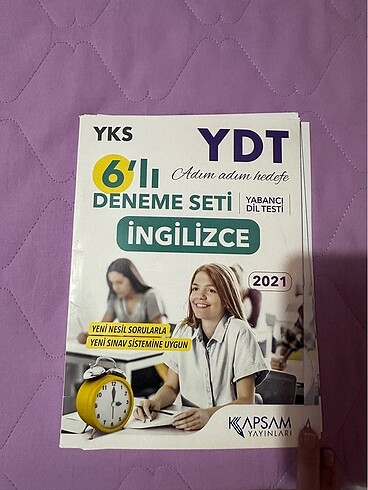 YKS
YDT
Adım adım hedefe
6'lı
DENEME SETİ
YABANCI
DİL TESTİ
İNGİLİZCE
2021
YENİ NESİL SORULARLA
YENİ SINAV SİSTEMİNE UYGUN
KAPSAM
YAYINLARI